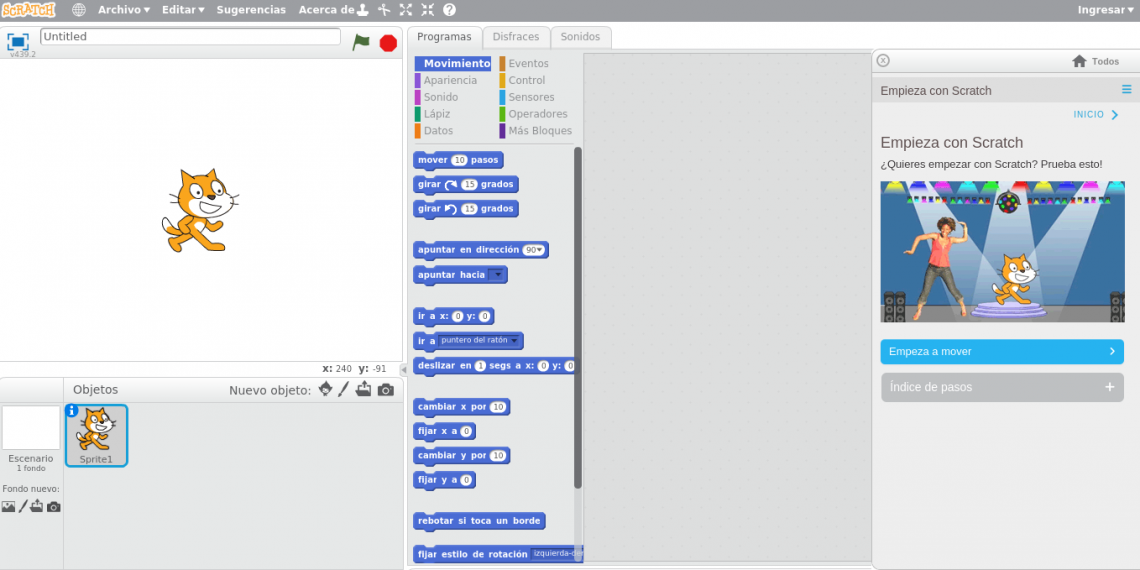 SCRATCH Archivo Editar Sugerencias Acerca de Ingresar
Untitled
v439.2
Programas Disfraces Sonidos
Movimiento Eventos
Apariencia Control
Sonido Sensores
Lápiz Operadores
Datos Más Bloques
mover 10 pasos
girar 15 grados
girar 15 grados
apuntar en dirección 90
apuntar hacia
ir a x: 0 y: 0
ir a puntero del ratón
deslizar en 1 segs a x: 0 y: 0
cambiar x por 10
fijar x a 0
cambiar y por 10
fijar y a 0
rebotar si toca un borde
fijar estilo de rotación
x: 240 y: -91
Objetos Nuevo objeto:
Escenario
1 fondo
Sprite1
Fondo nuevo:
Todos
Empieza con Scratch
INICIO
Empieza con Scratch
¿Quieres empezar con Scratch? Prueba esto!
Empeza a mover
Índice de pasos